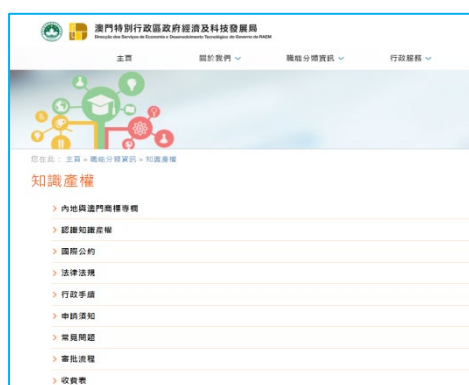 澳門特別行政區政府經濟及科技發展局
Direcção dos Serviços de Economia e Desenvolvimento Tecnológico do Governo da RAEM
主頁 關於我們 職能分類資訊 行政服務
您在此： 主頁 » 職能分類資訊 » 知識產權
知識產權
> 內地與澳門商標專欄
> 認識知識產權
> 國際公約
> 法律法規
> 行政手續
> 申請須知
> 常見問題
> 審批流程
> 收費表